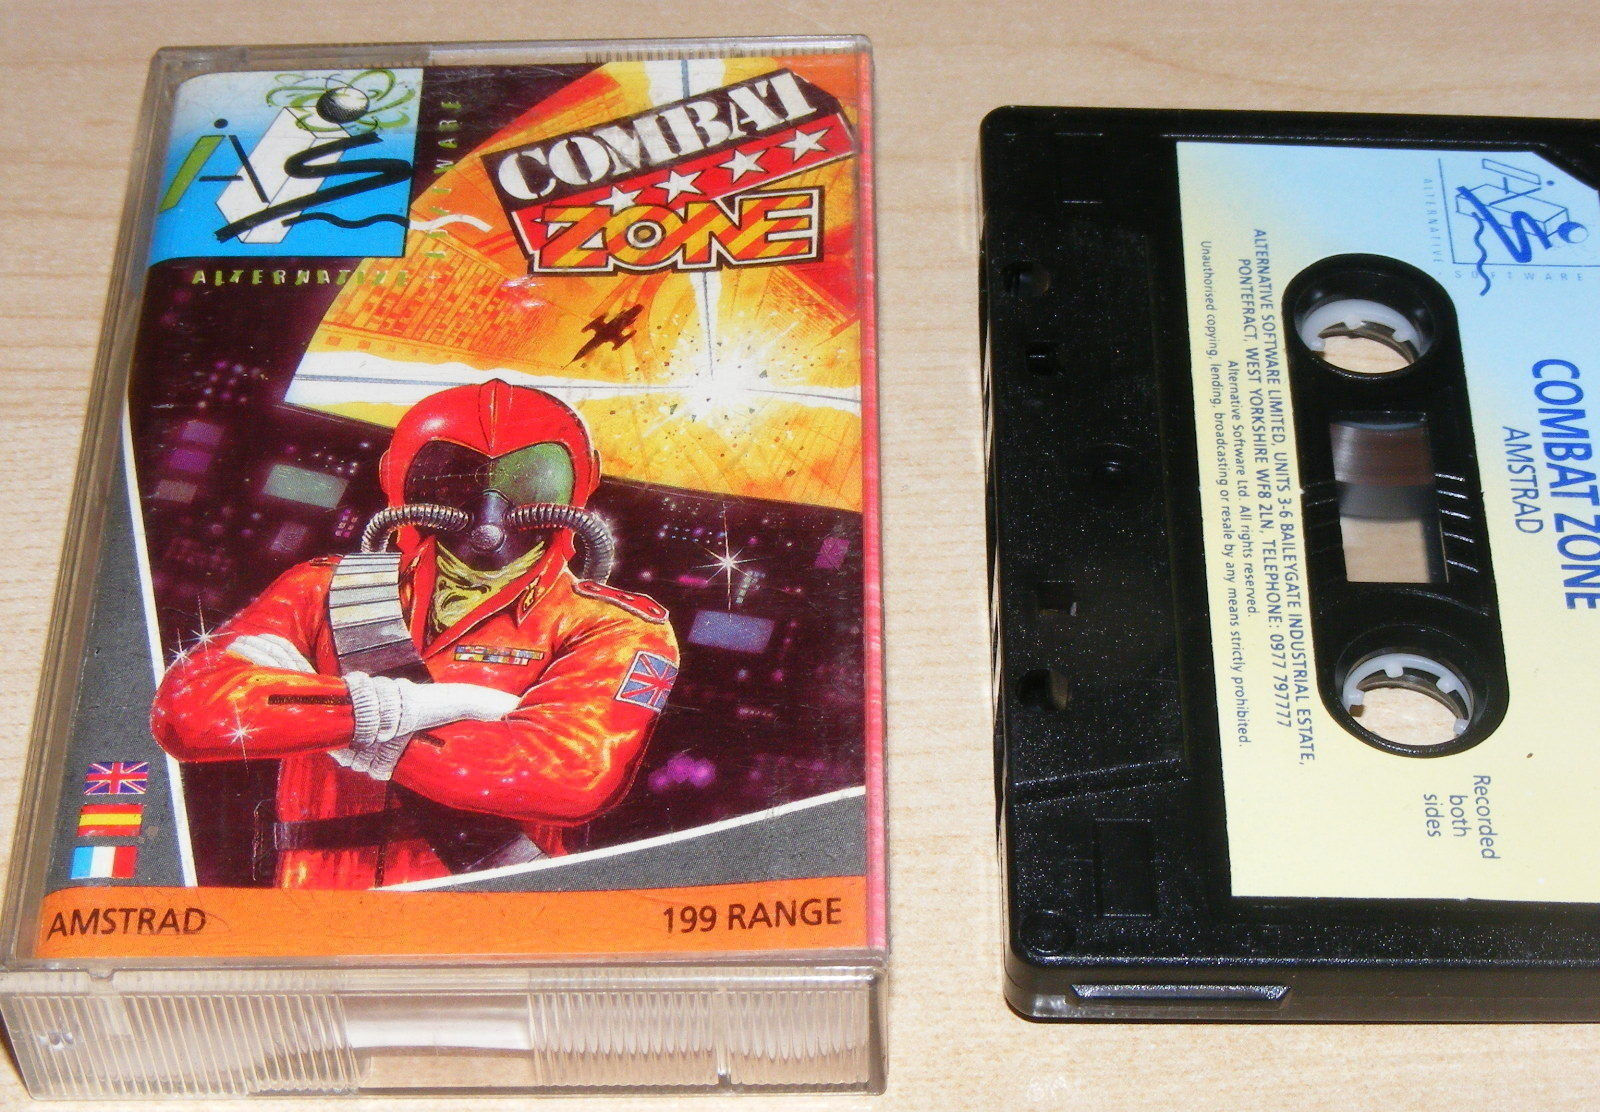 COMBAT
ZONE
ALTERNATIVE SOFTWARE
AMSTRAD
199 RANGE
ALTERNATIVE
SOFTWARE
COMBAT ZONE
AMSTRAD
ALTERNATIVE SOFTWARE LIMITED, UNITS 3-6 BAILEYGATE INDUSTRIAL ESTATE,
PONTEFRACT, WEST YORKSHIRE WF8 2LN. TELEPHONE: 0977 797777
Alternative Software Ltd. All rights reserved.
Unauthorised copying, lending, broadcasting or resale by any means strictly prohibited.
Recorded
both
sides